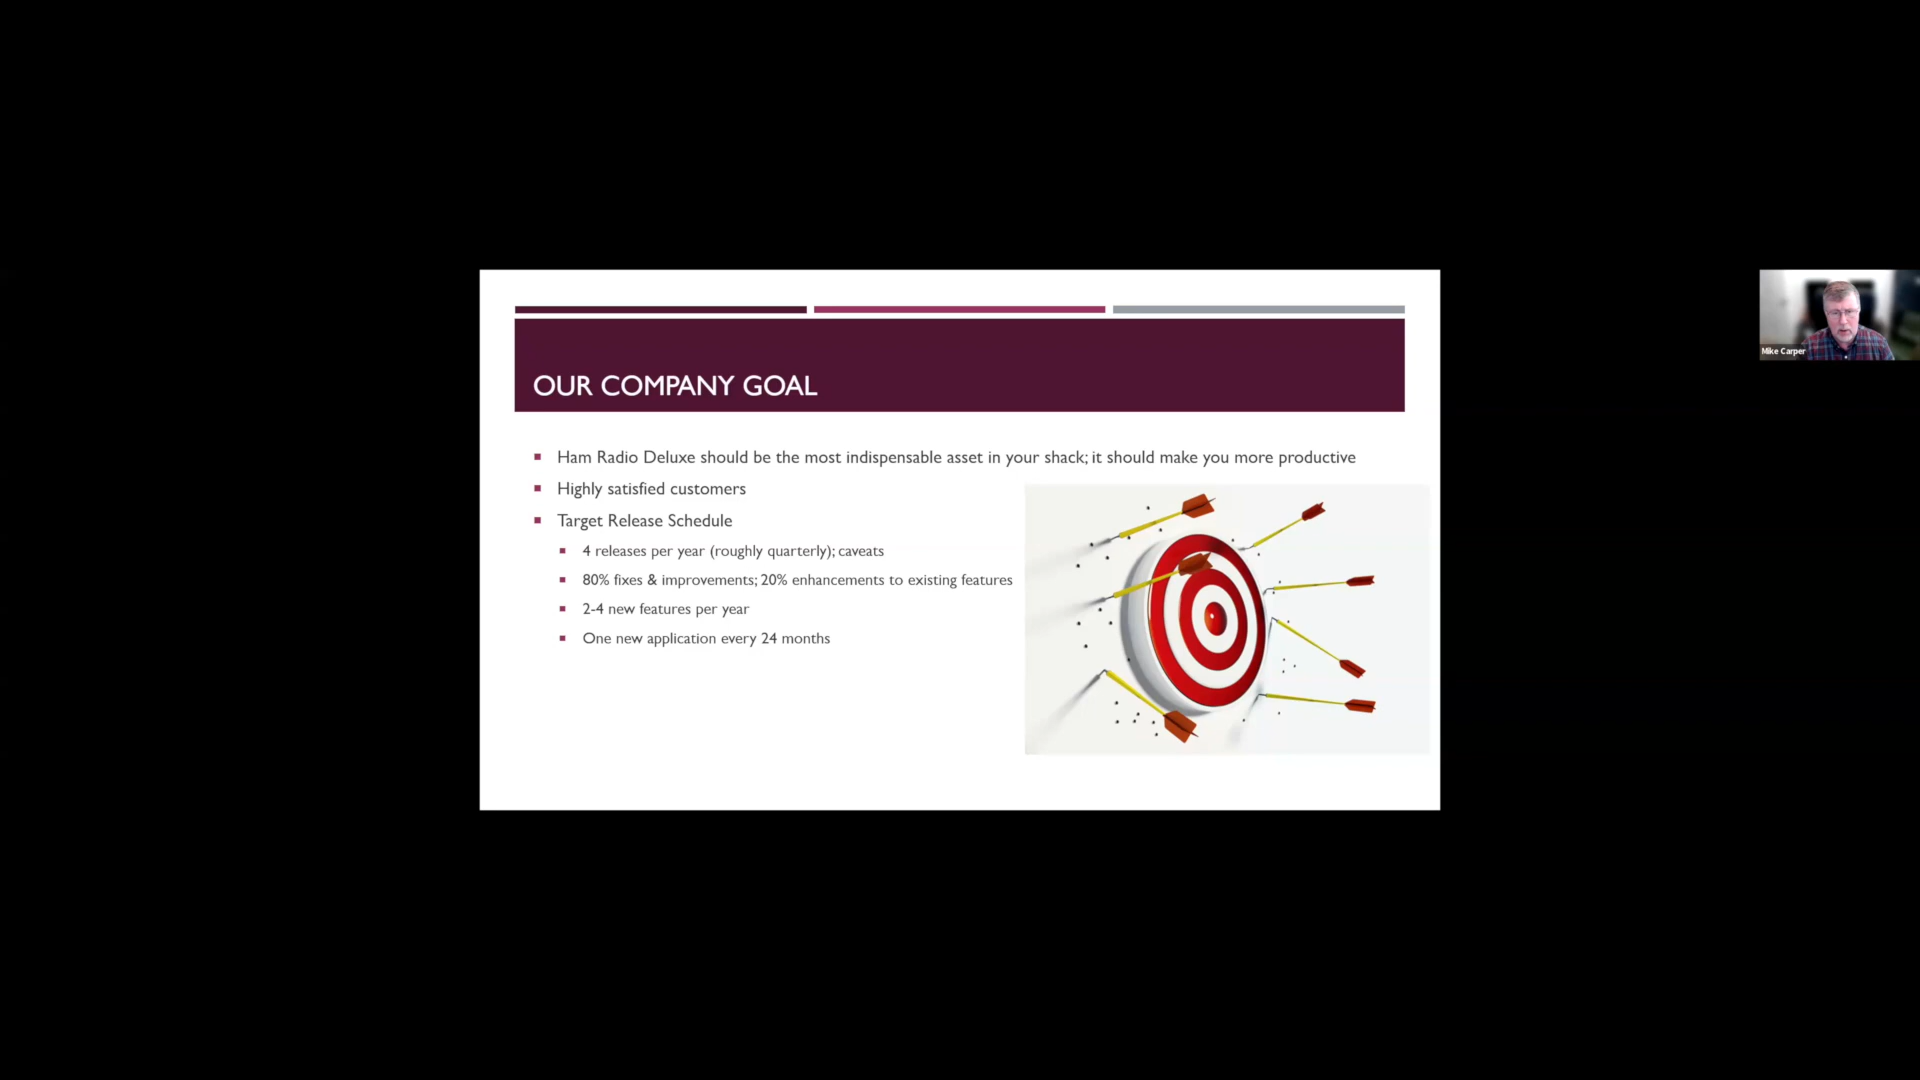 OUR COMPANY GOAL
Ham Radio Deluxe should be the most indispensable asset in your shack; it should make you more productive
Highly satisfied customers
Target Release Schedule
4 releases per year (roughly quarterly); caveats
80% fixes & improvements; 20% enhancements to existing features
2-4 new features per year
One new application every 24 months
Mike Carper